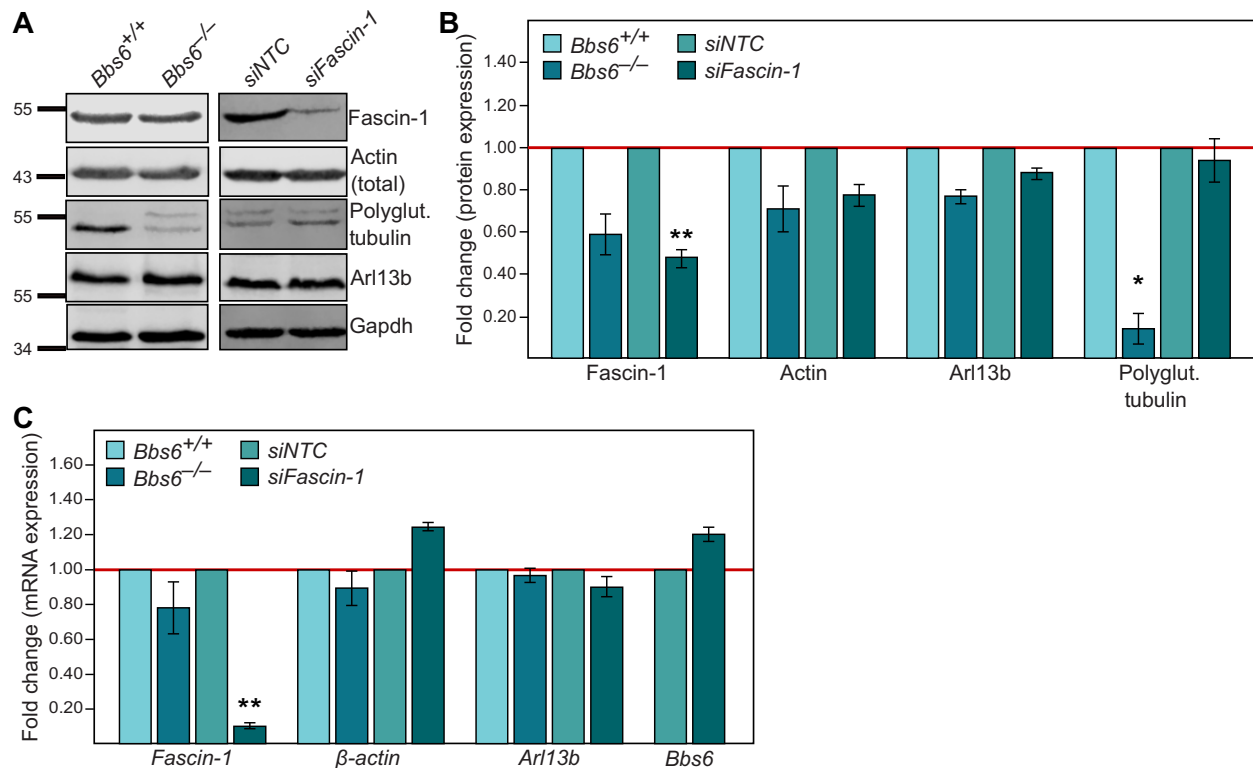 A
Bbs6+/+
Bbs6–/–
siNTC
siFascin-1
55
Fascin-1
43
Actin
(total)
55
Polyglut.
tubulin
55
Arl13b
34
Gapdh
B
Bbs6+/+
siNTC
Bbs6–/–
siFascin-1
Fold change (protein expression)
1.40
1.20
1.00
0.80
0.60
0.40
0.20
**
*
Fascin-1
Actin
Arl13b
Polyglut.
tubulin
C
Bbs6+/+
siNTC
Bbs6–/–
siFascin-1
Fold change (mRNA expression)
1.60
1.40
1.20
1.00
0.80
0.60
0.40
0.20
**
Fascin-1
β-actin
Arl13b
Bbs6